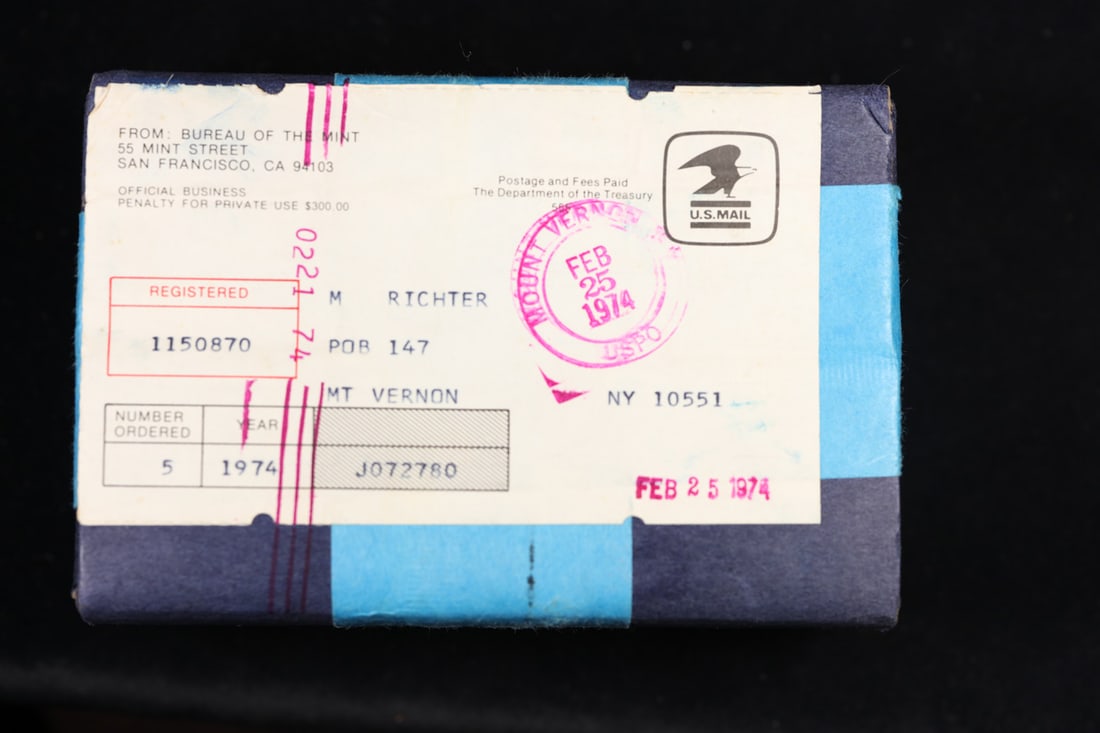 FROM: BUREAU OF THE MINT
55 MINT STREET
SAN FRANCISCO, CA 94103
OFFICIAL BUSINESS
PENALTY FOR PRIVATE USE $300.00
Postage and Fees Paid
The Department of the Treasury
U.S.MAIL
MOUNT VERNON
FEB
25
1974
USPO
0221 74
REGISTERED
1150870
M RICHTER
POB 147
MT VERNON NY 10551
NUMBER ORDERED YEAR
5 1974 J072780
FEB 25 1974